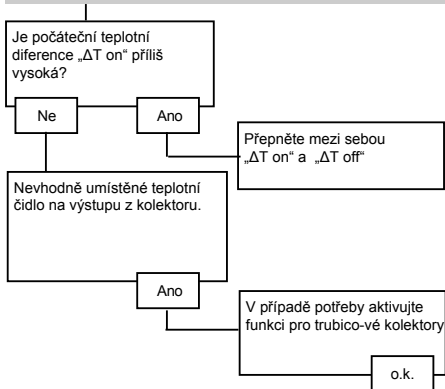 Je počáteční teplotní
diference „ΔT on“ příliš
vysoká?
Ne
Ano
Přepněte mezi sebou
„ΔT on“ a „ΔT off“
Nevhodně umístěné teplotní
čidlo na výstupu z kolektoru.
Ano
V případě potřeby aktivujte
funkci pro trubico-vé kolektory
o.k.